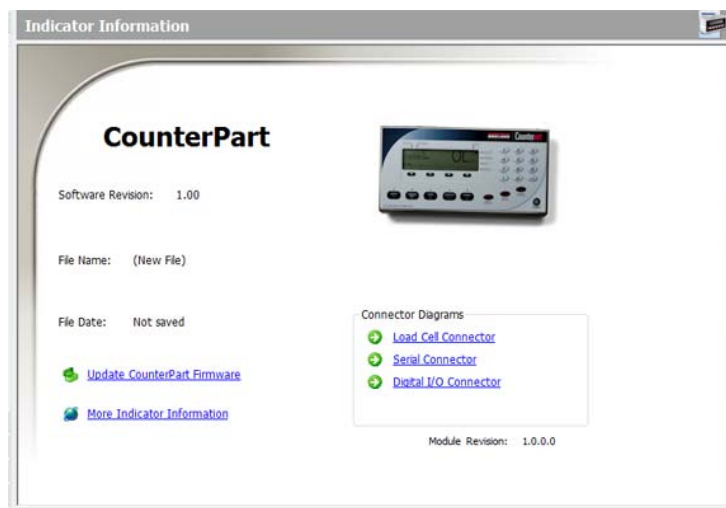 Indicator Information
CounterPart
Software Revision: 1.00
File Name: (New File)
File Date: Not saved
Update CounterPart Firmware
More Indicator Information
Connector Diagrams
Load Cell Connector
Serial Connector
Digital I/O Connector
Module Revision: 1.0.0.0